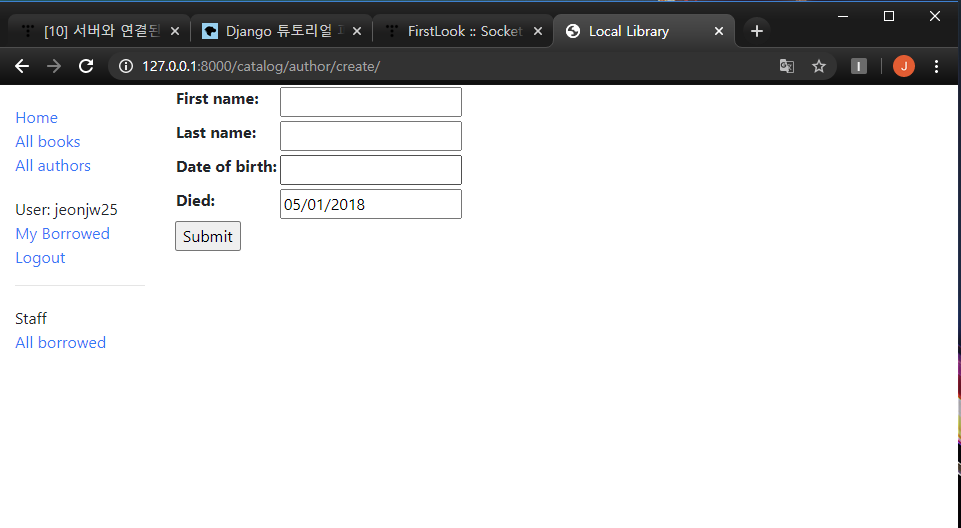 [10] 서버와 연결된
Django 튜토리얼
FirstLook :: Socket
Local Library
127.0.0.1:8000/catalog/author/create/
I
J
Home
All books
All authors
User: jeonjw25
My Borrowed
Logout
Staff
All borrowed
First name:
Last name:
Date of birth:
Died: 05/01/2018
Submit